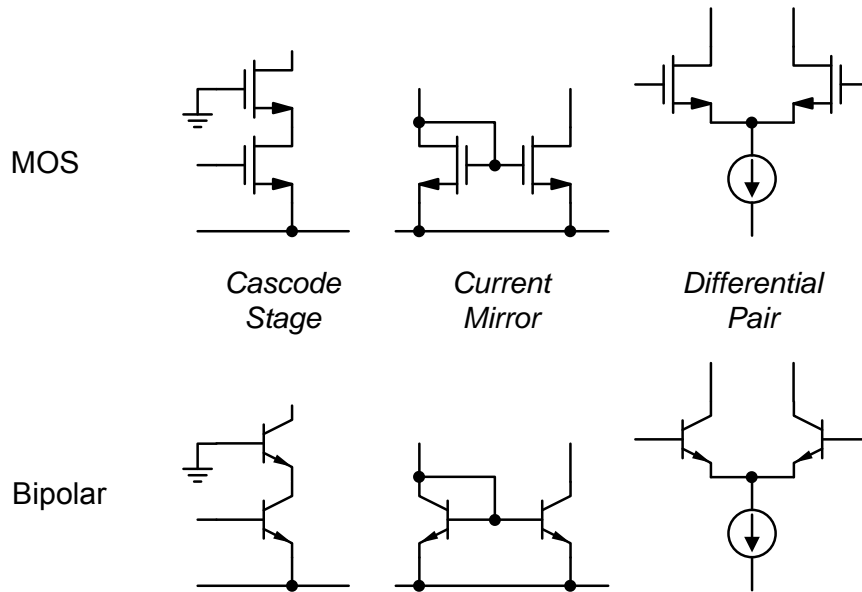 MOS
Cascode
Stage
Current
Mirror
Differential
Pair
Bipolar